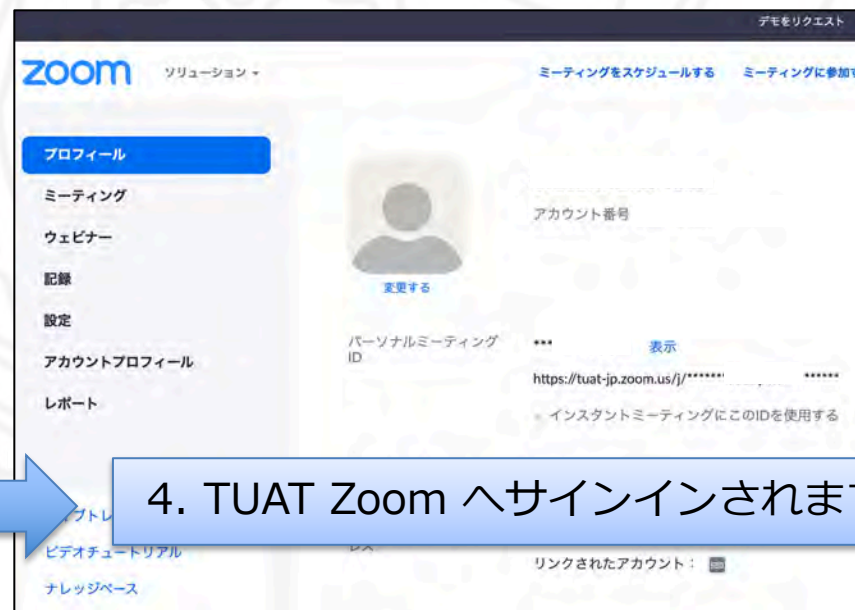 デモをリクエスト
zoom ソリューション
ミーティングをスケジュールする ミーティングに参加す
プロフィール
ミーティング
ウェビナー
記録
設定
アカウントプロフィール
レポート
変更する
アカウント番号
パーソナルミーティング
ID
*** 表示
https://tuat-jp.zoom.us/j/******* ******
インスタントミーティングにこのIDを使用する
4. TUAT Zoom へサインインされま
ビデオチュートリアル
ナレッジベース
リンクされたアカウント：